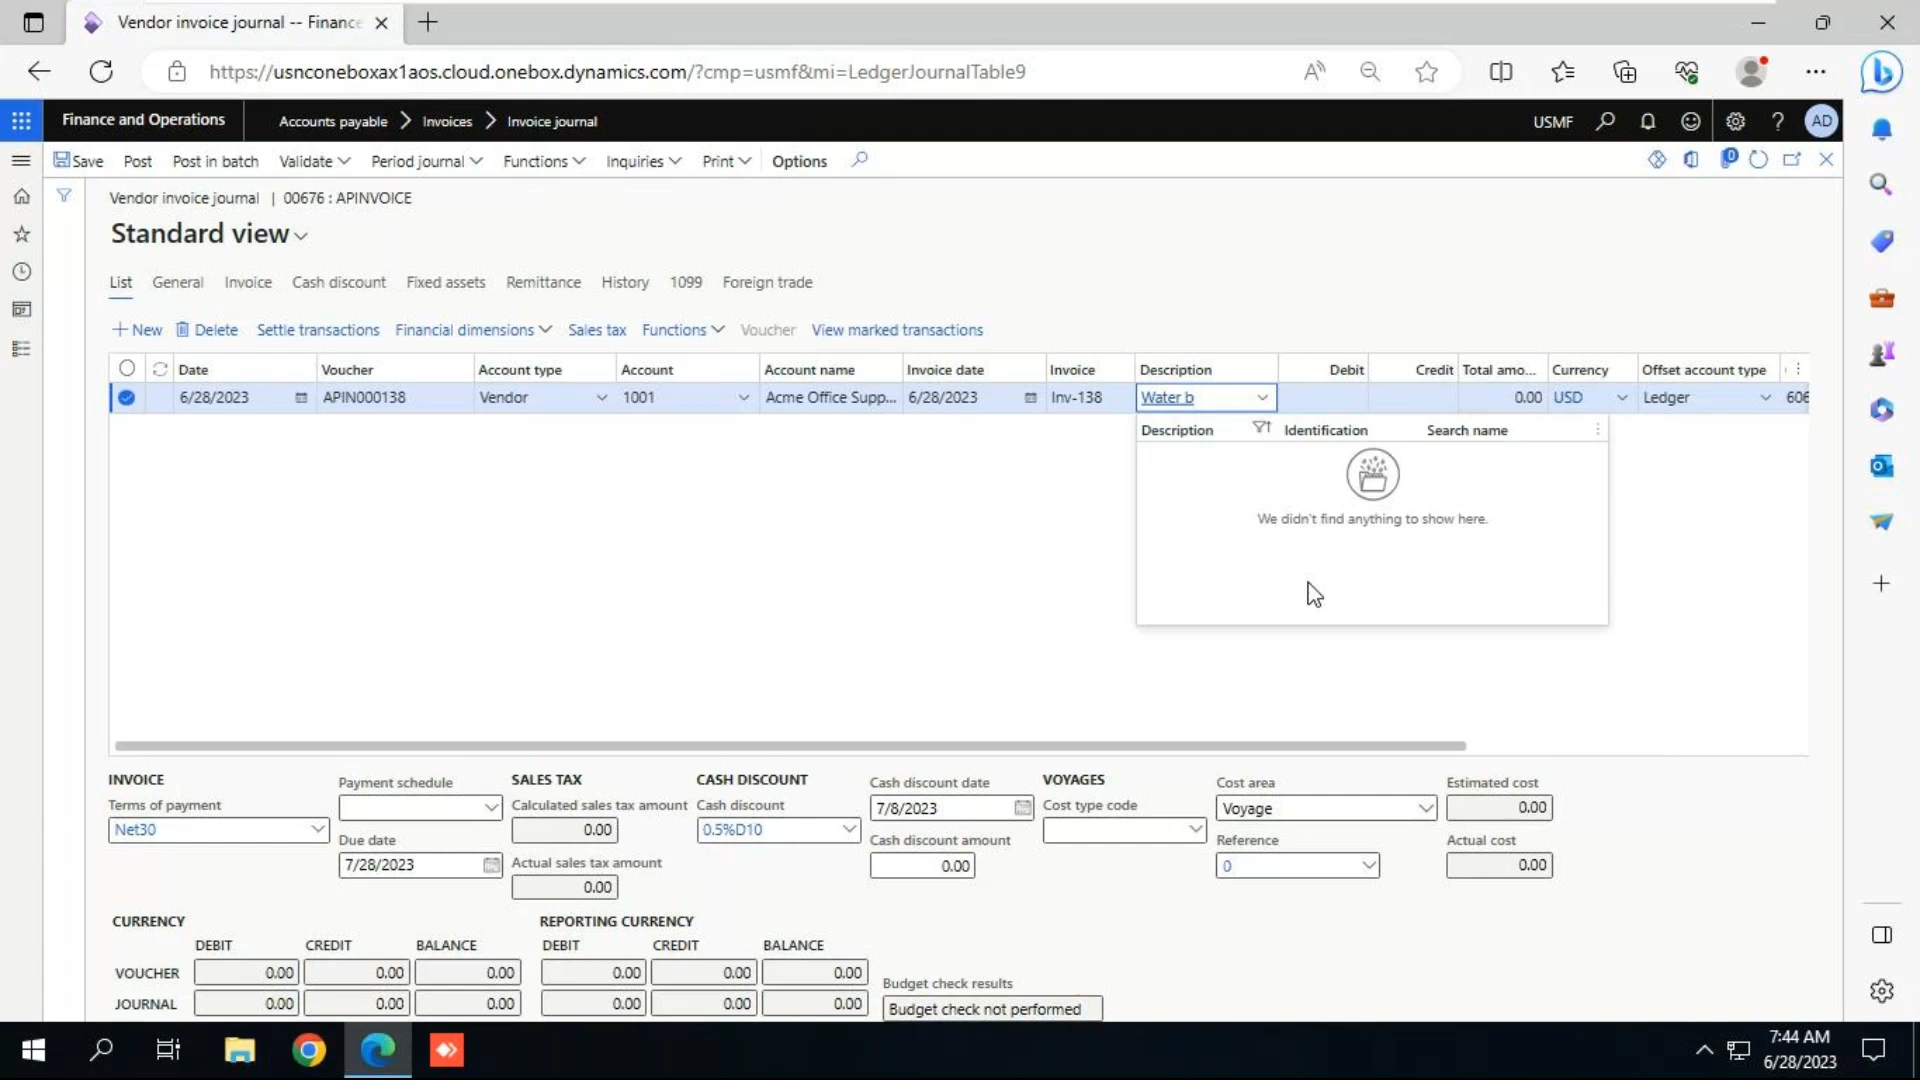 Vendor invoice journal -- Finance
https://usnconeboxax1aos.cloud.onebox.dynamics.com/?cmp=usmf&mi=LedgerJournalTable9
Finance and Operations Accounts payable Invoices Invoice journal USMF ? AD
Save Post Post in batch Validate Period journal Functions Inquiries Print Options 0
Vendor invoice journal | 00676 : APINVOICE
Standard view
List General Invoice Cash discount Fixed assets Remittance History 1099 Foreign trade
New Delete Settle transactions Financial dimensions Sales tax Functions Voucher View marked transactions
Date Voucher Account type Account Account name Invoice date Invoice Description Debit Credit Total amo... Currency Offset account type
6/28/2023 APIN000138 Vendor 1001 Acme Office Supp... 6/28/2023 Inv-138 Water b 0.00 USD Ledger 606
Description Identification Search name
We didn't find anything to show here.
INVOICE Payment schedule SALES TAX CASH DISCOUNT Cash discount date VOYAGES Cost area Estimated cost
Terms of payment Calculated sales tax amount Cash discount 7/8/2023 Cost type code Voyage 0.00
Net30 Due date 0.00 0.5%D10 Cash discount amount Reference Actual cost
7/28/2023 Actual sales tax amount 0.00 0 0.00
0.00
CURRENCY REPORTING CURRENCY
DEBIT CREDIT BALANCE DEBIT CREDIT BALANCE
VOUCHER 0.00 0.00 0.00 0.00 0.00 0.00 Budget check results
JOURNAL 0.00 0.00 0.00 0.00 0.00 0.00 Budget check not performed
7:44 AM
6/28/2023